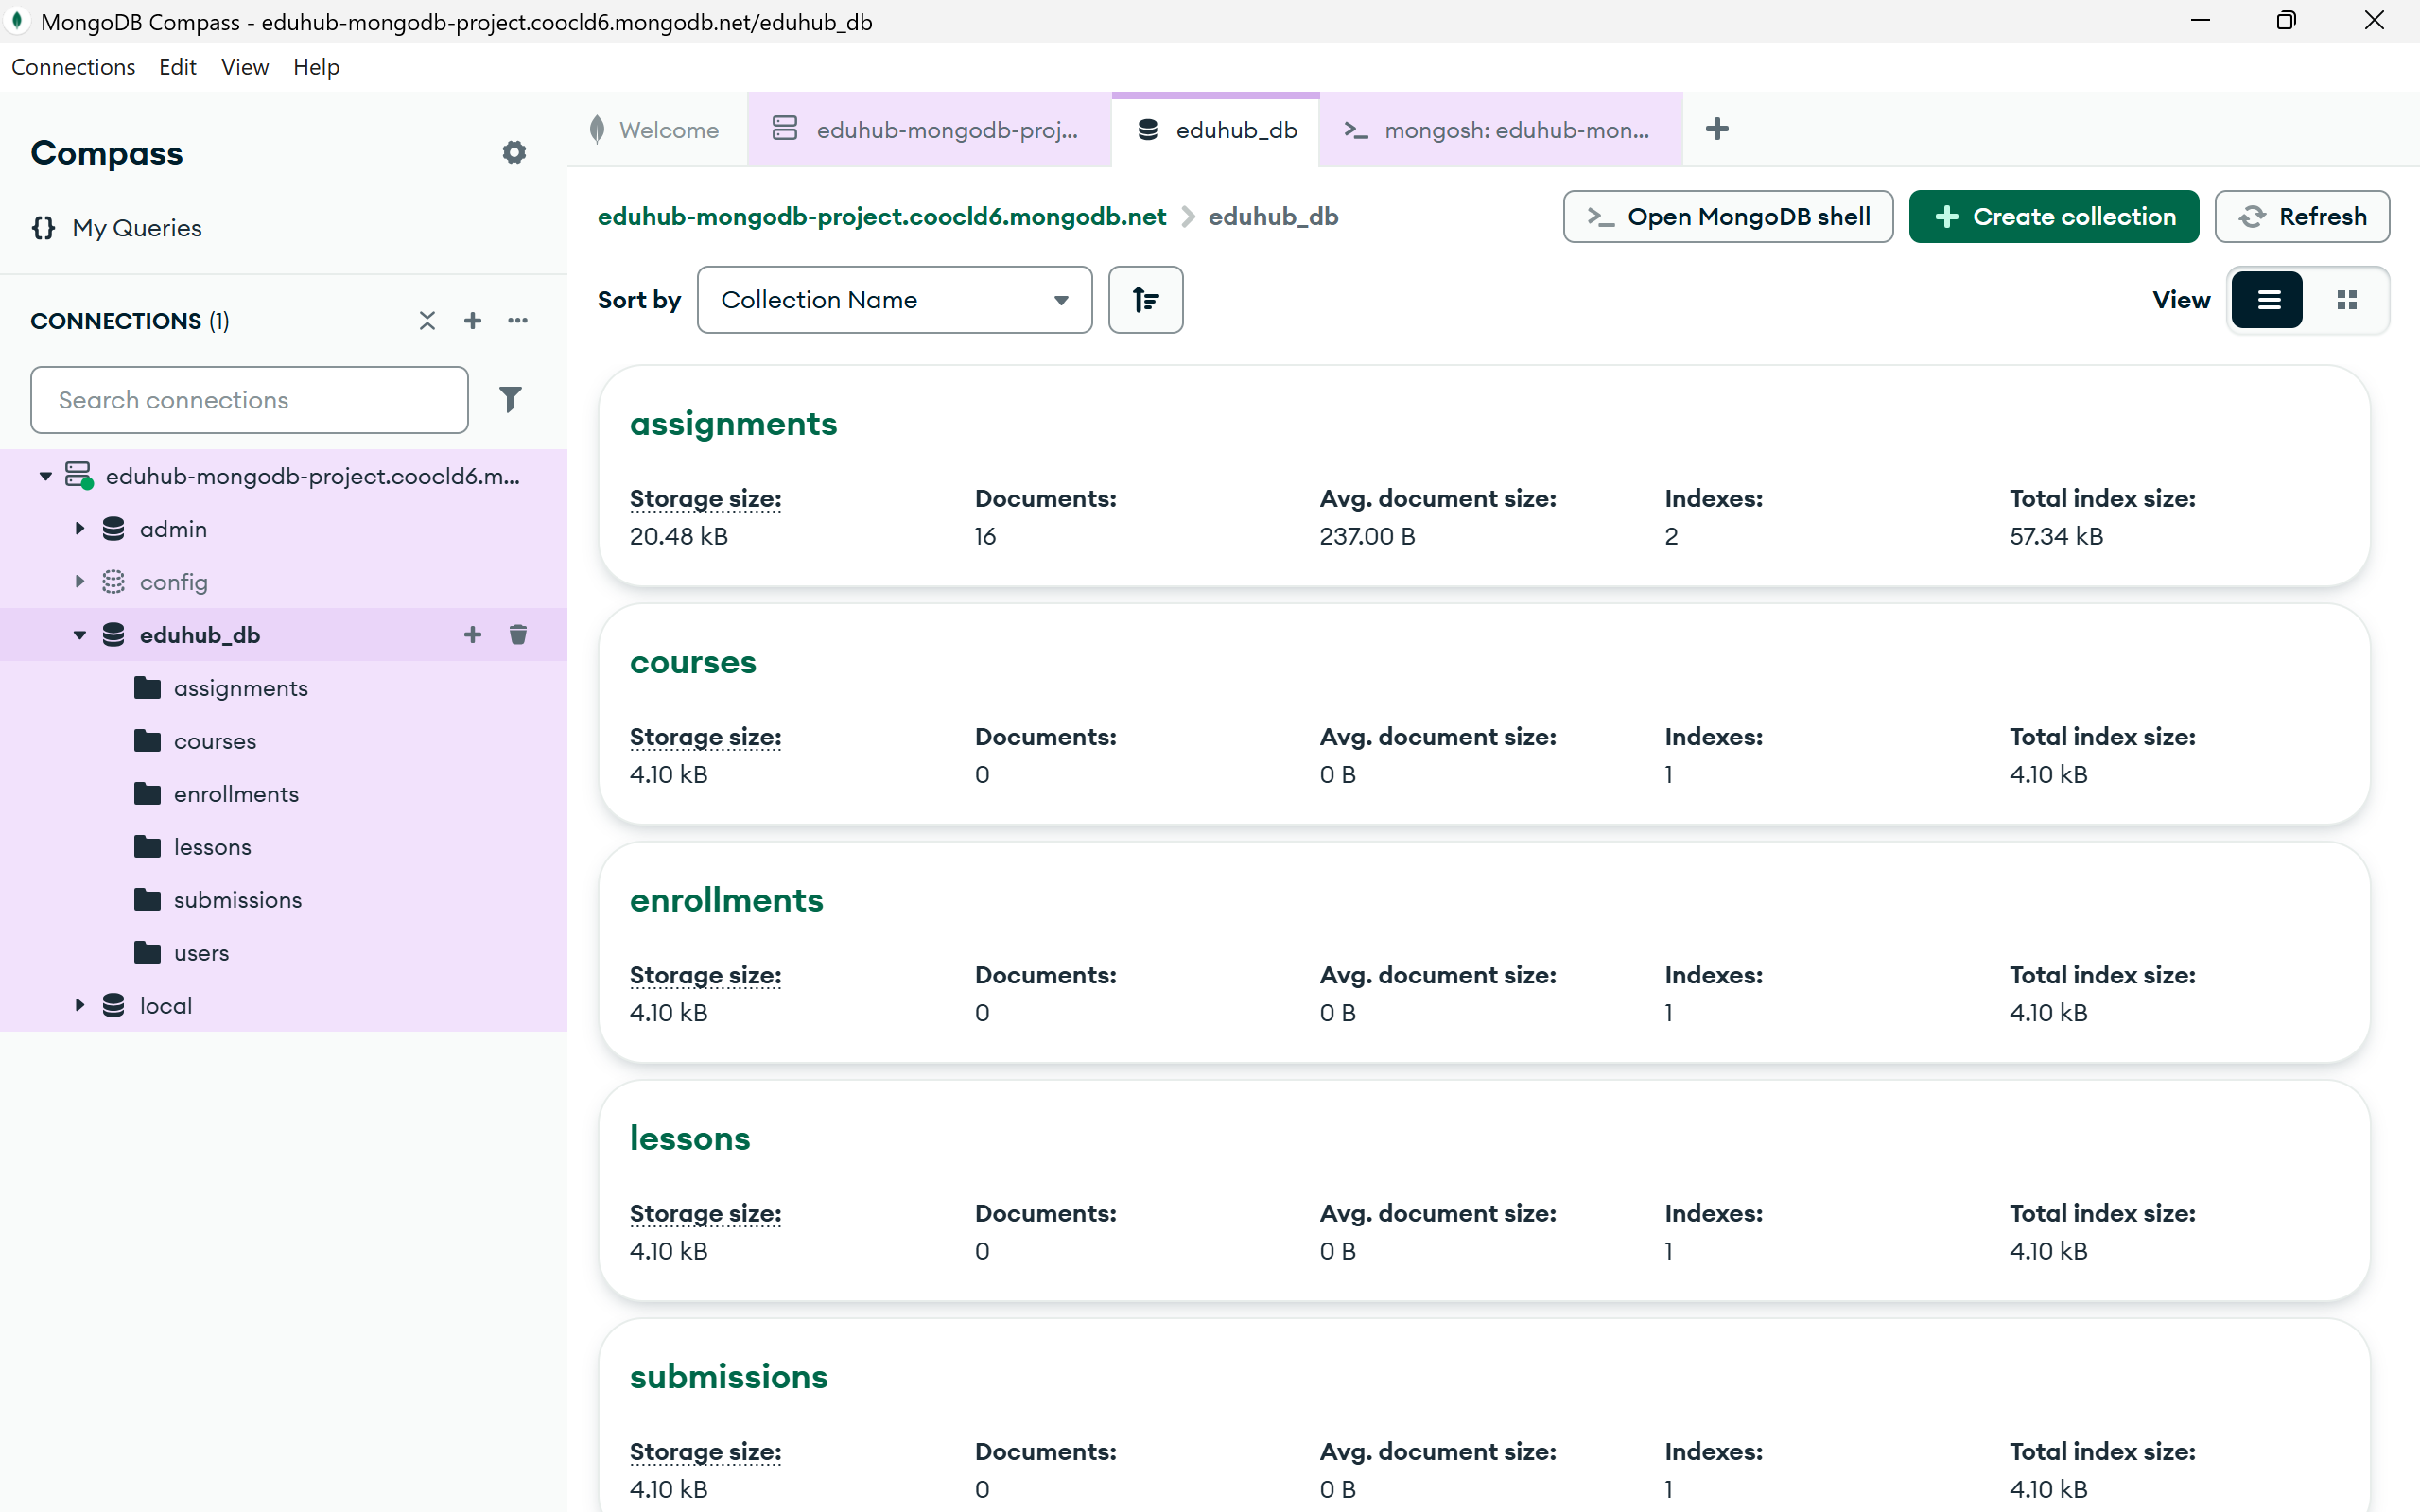 MongoDB Compass - eduhub-mongodb-project.coocld6.mongodb.net/eduhub_db
Connections Edit View Help
Compass
{} My Queries
CONNECTIONS (1)
Search connections
eduhub-mongodb-project.coocld6.m...
admin
config
eduhub_db
assignments
courses
enrollments
lessons
submissions
users
local
Welcome eduhub-mongodb-proj... eduhub_db mongosh: eduhub-mon...
eduhub-mongodb-project.coocld6.mongodb.net eduhub_db Open MongoDB shell Create collection Refresh
Sort by Collection Name View
assignments
Storage size: Documents: Avg. document size: Indexes: Total index size:
20.48 kB 16 237.00 B 2 57.34 kB
courses
Storage size: Documents: Avg. document size: Indexes: Total index size:
4.10 kB 0 0 B 1 4.10 kB
enrollments
Storage size: Documents: Avg. document size: Indexes: Total index size:
4.10 kB 0 0 B 1 4.10 kB
lessons
Storage size: Documents: Avg. document size: Indexes: Total index size:
4.10 kB 0 0 B 1 4.10 kB
submissions
Storage size: Documents: Avg. document size: Indexes: Total index size:
4.10 kB 0 0 B 1 4.10 kB